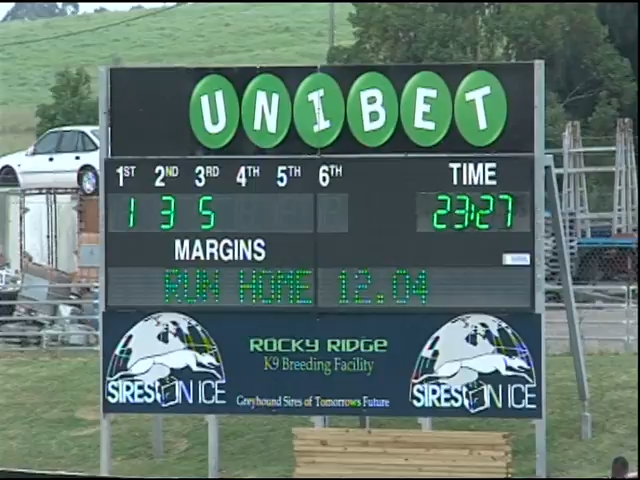 UNIBET
1ST 2ND 3RD 4TH 5TH 6TH TIME
1 3 5 23:27
MARGINS
RUN HOME 12.04
ROCKY RIDGE
K9 Breeding Facility
SIRES ON ICE SIRES ON ICE
Greyhound Sires of Tomorrows Future